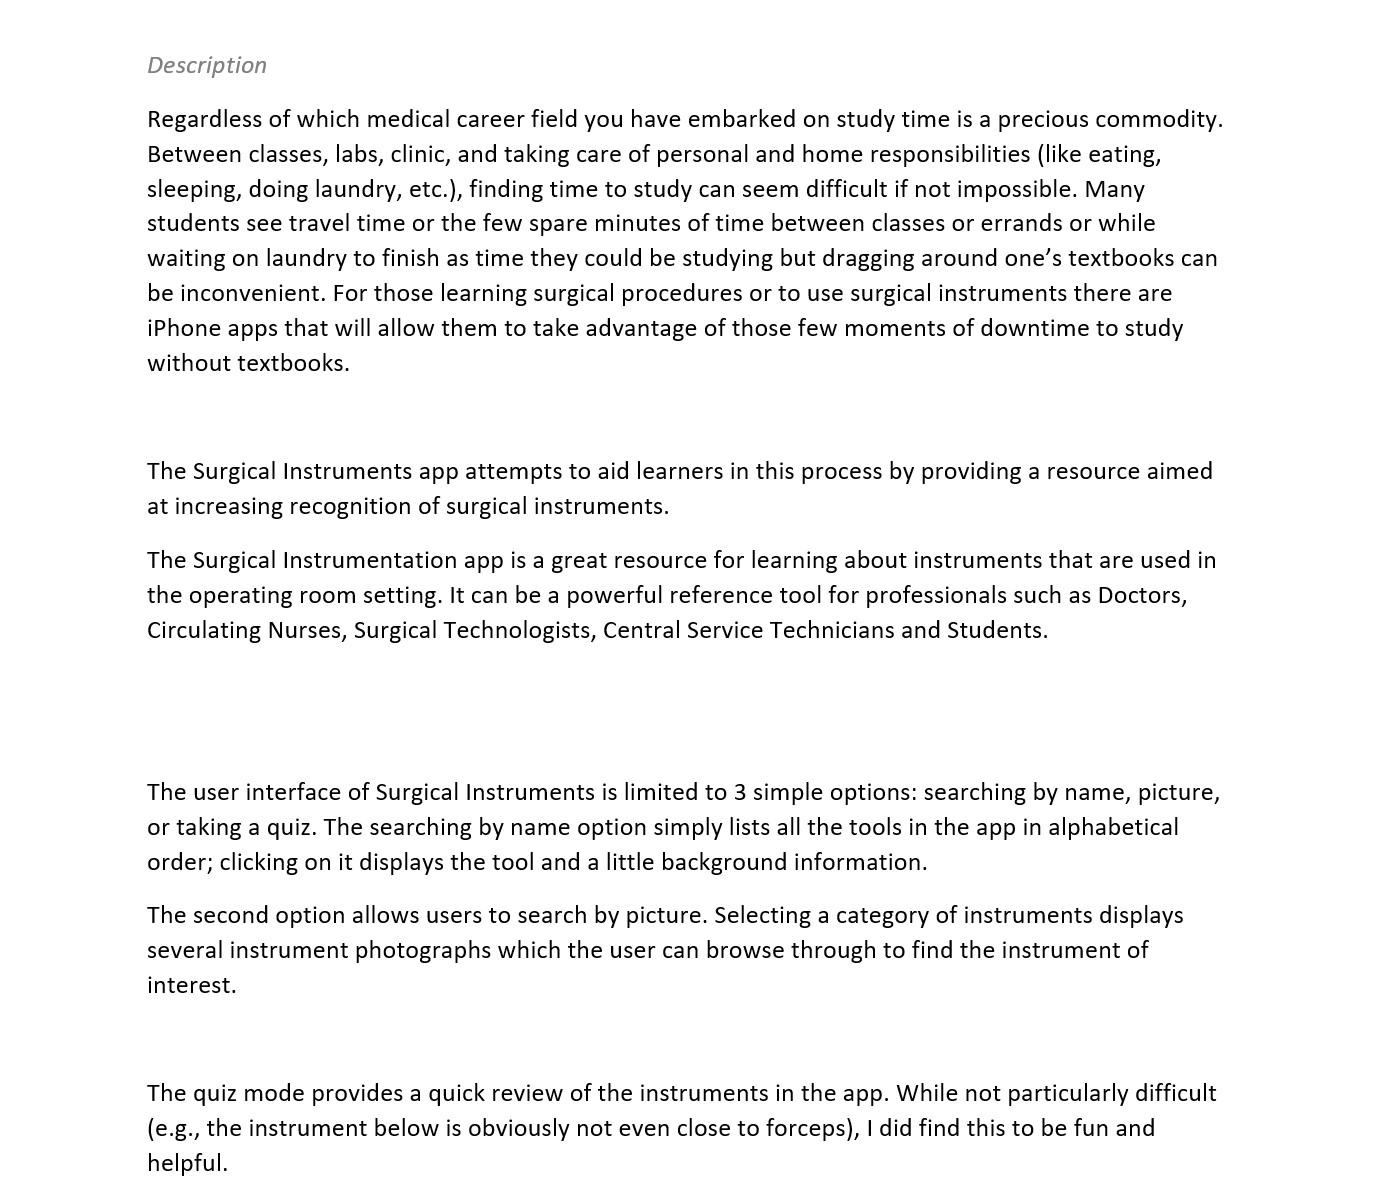 Description
Regardless of which medical career field you have embarked on study time is a precious commodity.
Between classes, labs, clinic, and taking care of personal and home responsibilities (like eating,
sleeping, doing laundry, etc.), finding time to study can seem difficult if not impossible. Many
students see travel time or the few spare minutes of time between classes or errands or while
waiting on laundry to finish as time they could be studying but dragging around one’s textbooks can
be inconvenient. For those learning surgical procedures or to use surgical instruments there are
iPhone apps that will allow them to take advantage of those few moments of downtime to study
without textbooks.
The Surgical Instruments app attempts to aid learners in this process by providing a resource aimed
at increasing recognition of surgical instruments.
The Surgical Instrumentation app is a great resource for learning about instruments that are used in
the operating room setting. It can be a powerful reference tool for professionals such as Doctors,
Circulating Nurses, Surgical Technologists, Central Service Technicians and Students.
The user interface of Surgical Instruments is limited to 3 simple options: searching by name, picture,
or taking a quiz. The searching by name option simply lists all the tools in the app in alphabetical
order; clicking on it displays the tool and a little background information.
The second option allows users to search by picture. Selecting a category of instruments displays
several instrument photographs which the user can browse through to find the instrument of
interest.
The quiz mode provides a quick review of the instruments in the app. While not particularly difficult
(e.g., the instrument below is obviously not even close to forceps), I did find this to be fun and
helpful.